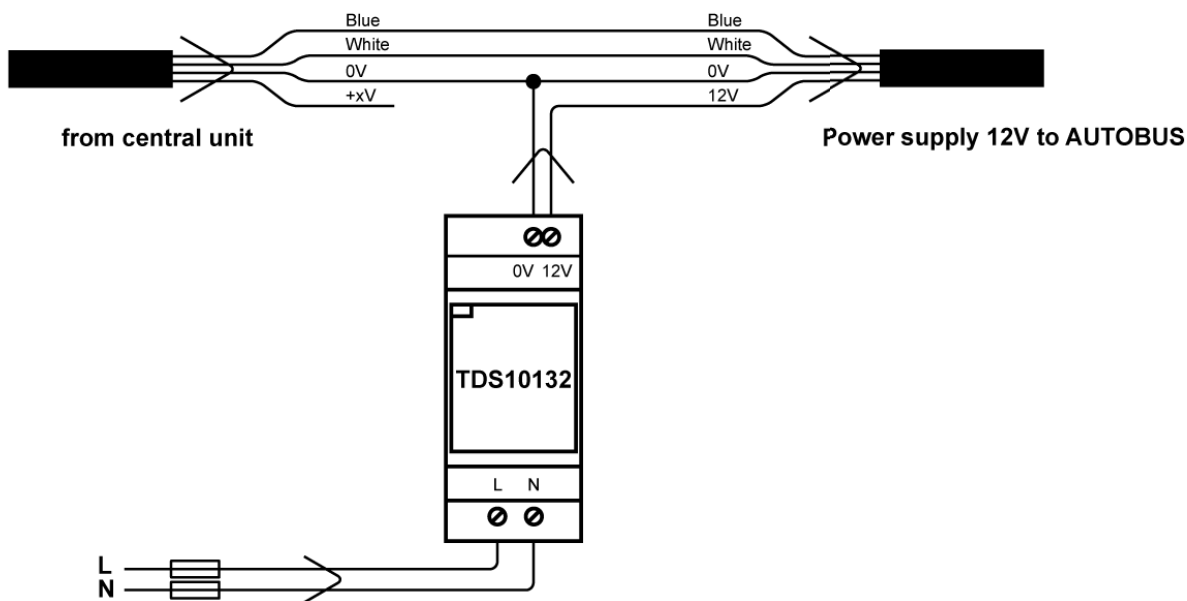 Blue
Blue
White
White
0V
0V
+xV
12V
from central unit
Power supply 12V to AUTOBUS
0V 12V
TDS10132
L N
L
N